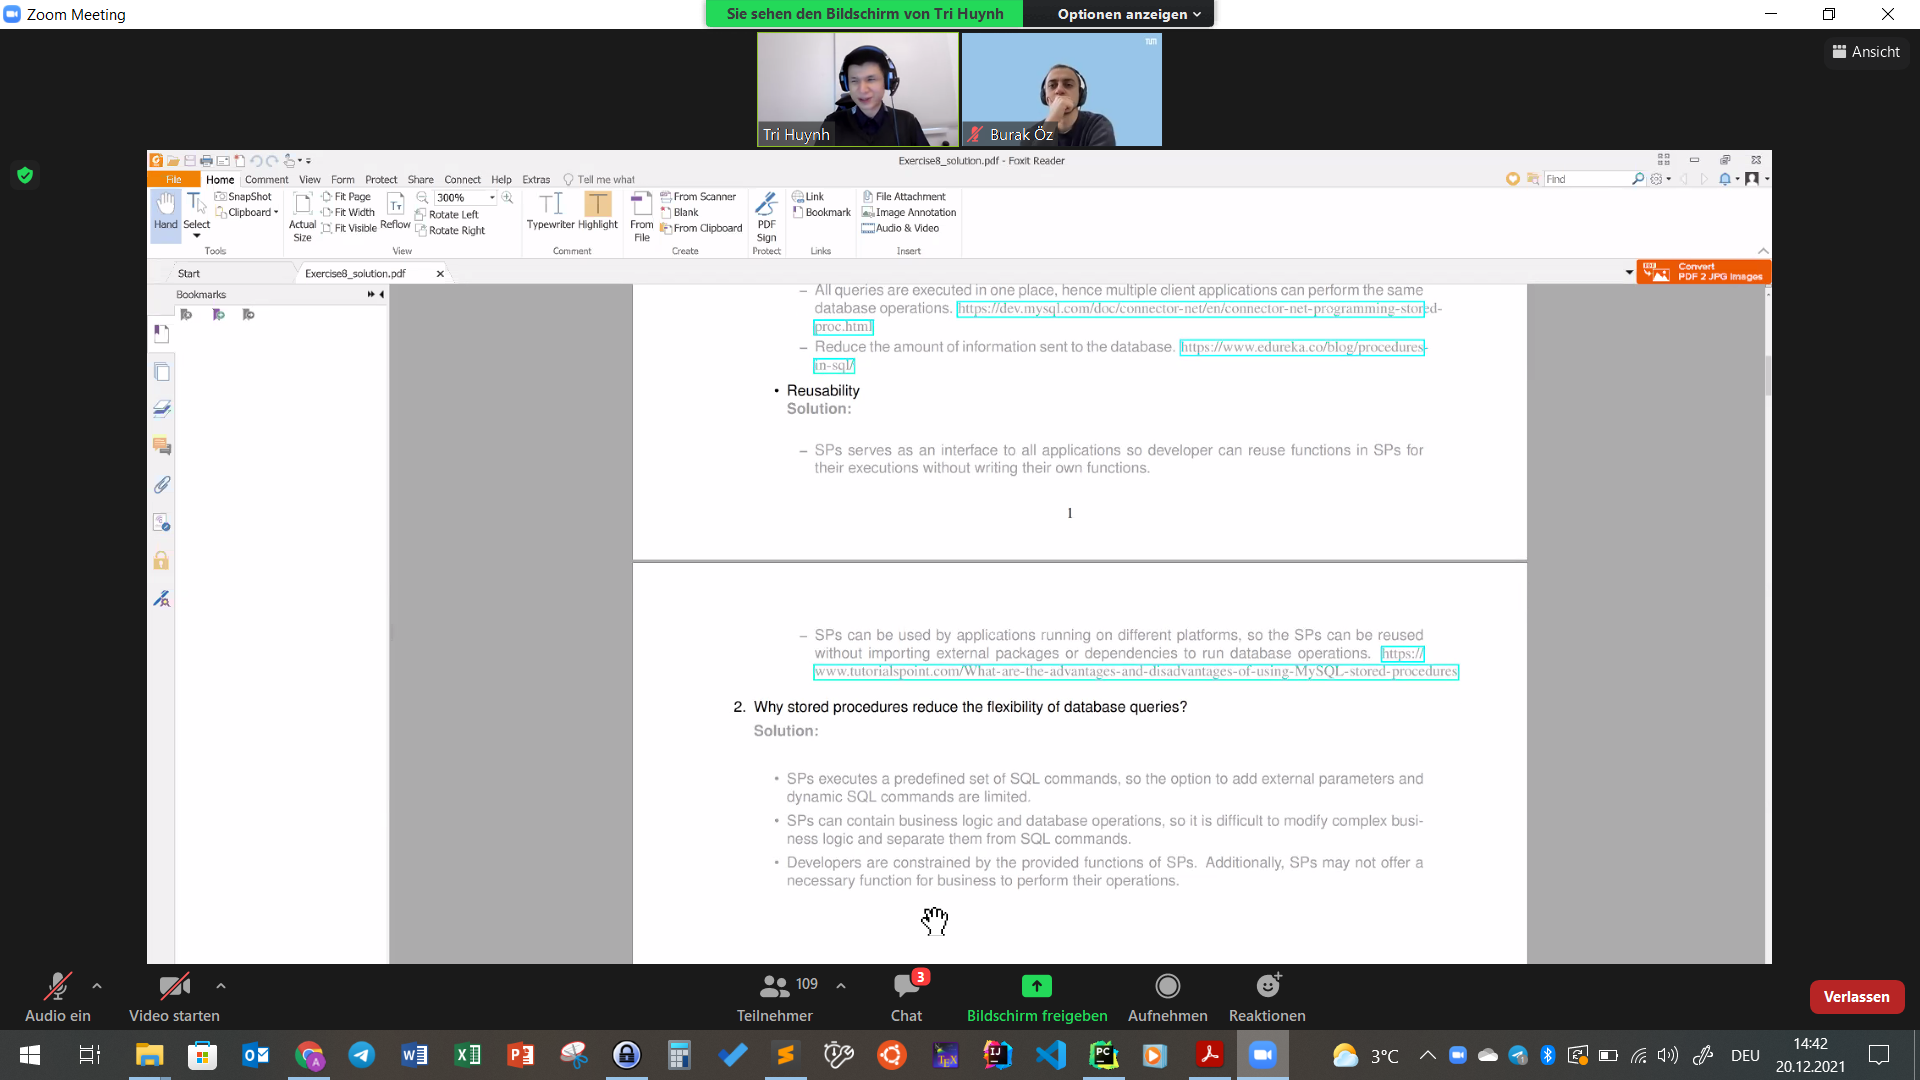 Zoom Meeting
Sie sehen den Bildschirm von Tri Huynh
Optionen anzeigen
Ansicht
TUM
Tri Huynh
Burak Öz
Exercise8_solution.pdf - Foxit Reader
File Home Comment View Form Protect Share Connect Help Extras Tell me what
Find
Hand
Select
SnapShot
Clipboard
Tools
Actual Size
Fit Page
Fit Width
Fit Visible
Reflow
300%
Rotate Left
Rotate Right
View
Typewriter
Highlight
Comment
From File
From Scanner
Blank
From Clipboard
Create
PDF Sign
Protect
Link
Bookmark
Links
File Attachment
Image Annotation
Audio & Video
Insert
Start
Exercise8_solution.pdf
Convert
PDF 2 JPG Images
Bookmarks
– All queries are executed in one place, hence multiple client applications can perform the same
database operations. https://dev.mysql.com/doc/connector-net/en/connector-net-programming-stored-
proc.html
– Reduce the amount of information sent to the database. https://www.edureka.co/blog/procedures-
in-sql/
• Reusability
Solution:
– SPs serves as an interface to all applications so developer can reuse functions in SPs for
their executions without writing their own functions.
1
– SPs can be used by applications running on different platforms, so the SPs can be reused
without importing external packages or dependencies to run database operations. https://
www.tutorialspoint.com/What-are-the-advantages-and-disadvantages-of-using-MySQL-stored-procedures
2. Why stored procedures reduce the flexibility of database queries?
Solution:
• SPs executes a predefined set of SQL commands, so the option to add external parameters and
dynamic SQL commands are limited.
• SPs can contain business logic and database operations, so it is difficult to modify complex busi-
ness logic and separate them from SQL commands.
• Developers are constrained by the provided functions of SPs. Additionally, SPs may not offer a
necessary function for business to perform their operations.
Audio ein
Video starten
109
Teilnehmer
3
Chat
Bildschirm freigeben
Aufnehmen
Reaktionen
Verlassen
3°C
DEU
14:42
20.12.2021